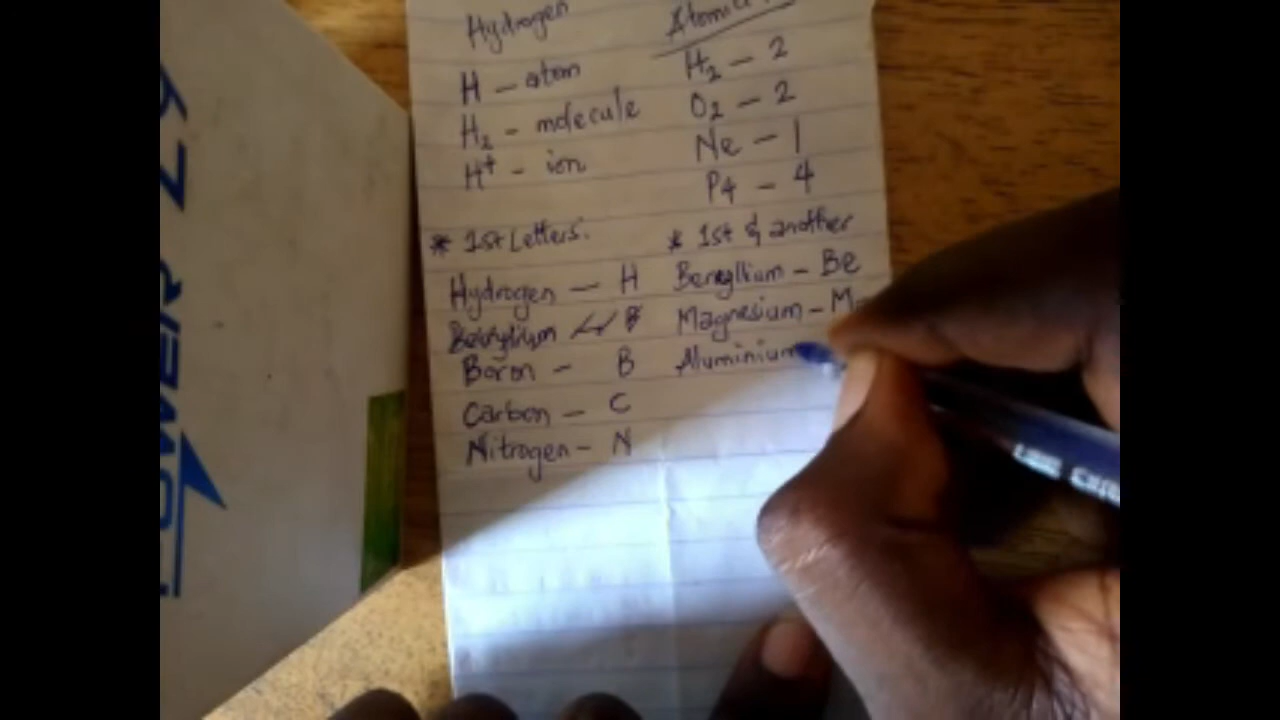 Hydrogen
H - atom
H2 - molecule
H+ - ion
* 1st Letters.
Hydrogen - H
Boron - B
Carbon - C
Nitrogen - N
H2 - 2
O2 - 2
Ne - 1
P4 - 4
* 1st & another
Beryllium - Be
Magnesium - M
Aluminium